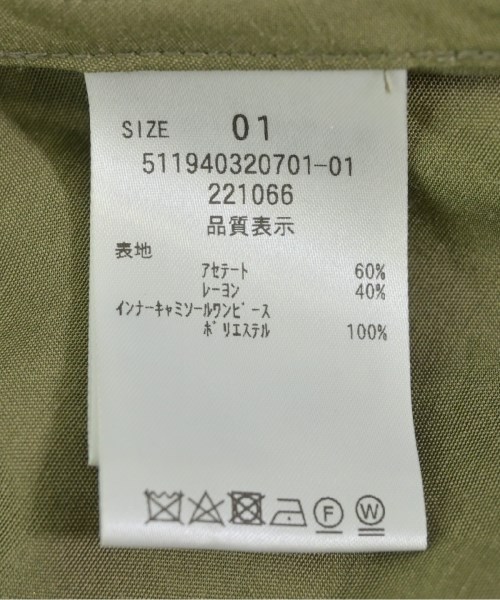 SIZE 01
511940320701-01
221066
品質表示
表地
ｱｾﾃｰﾄ 60%
ﾚｰﾖﾝ 40%
ｲﾝﾅｰｷｬﾐｿｰﾙﾜﾝﾋﾟｰｽ
ﾎﾟﾘｴｽﾃﾙ 100%
F W